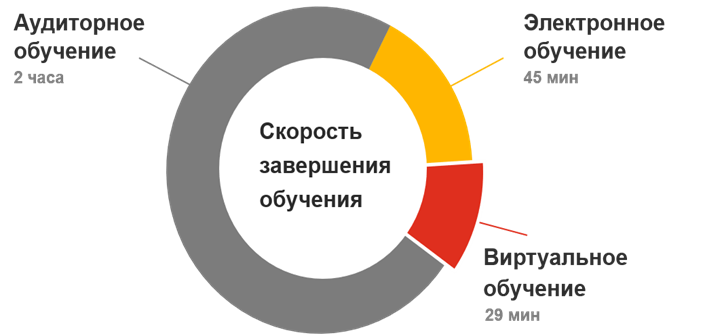 Аудиторное
обучение
2 часа
Электронное
обучение
45 мин
Скорость
завершения
обучения
Виртуальное
обучение
29 мин